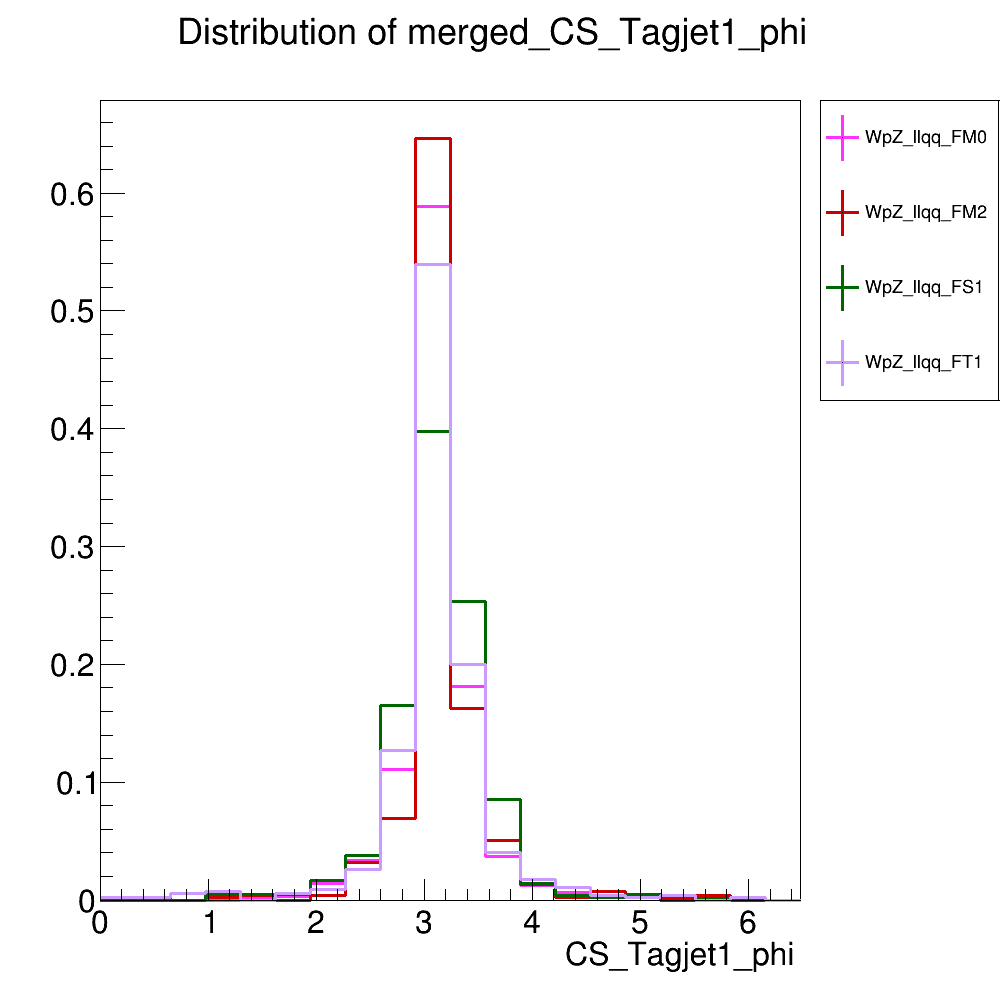 Distribution of merged_CS_Tagjet1_phi
WpZ_llqq_FM0
WpZ_llqq_FM2
WpZ_llqq_FS1
WpZ_llqq_FT1
0.6
0.5
0.4
0.3
0.2
0.1
0
0 1 2 3 4 5 6
CS_Tagjet1_phi